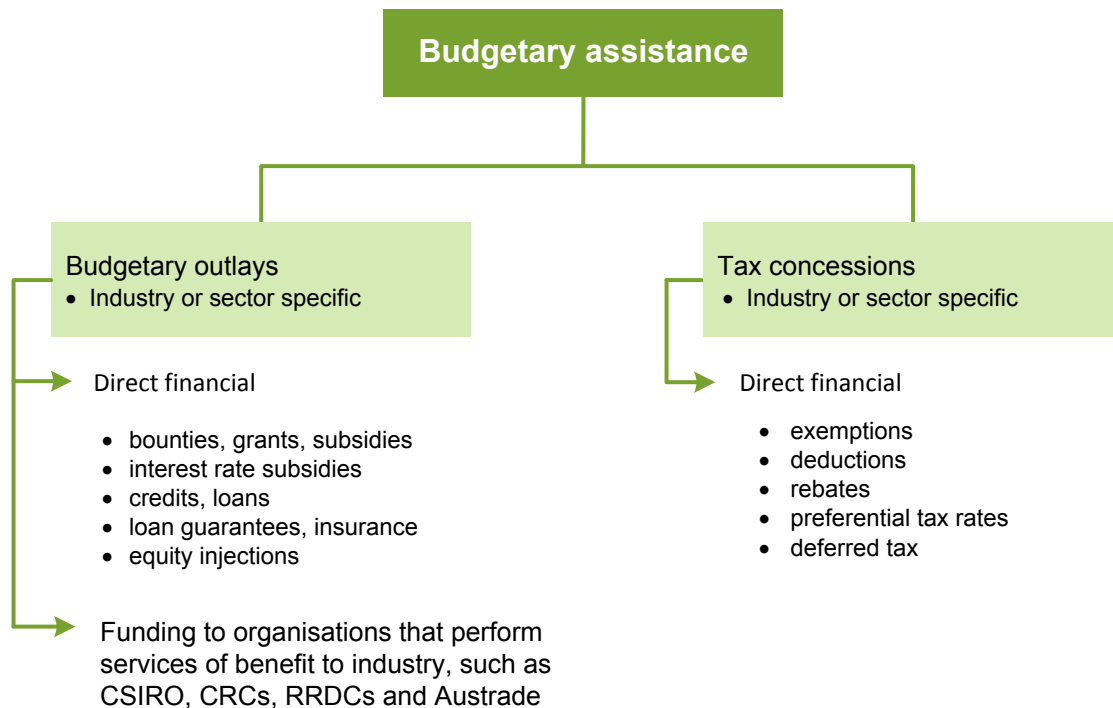 Budgetary assistance
Budgetary outlays
• Industry or sector specific
Direct financial
• bounties, grants, subsidies
• interest rate subsidies
• credits, loans
• loan guarantees, insurance
• equity injections
Funding to organisations that perform
services of benefit to industry, such as
CSIRO, CRCs, RRDCs and Austrade
Tax concessions
• Industry or sector specific
Direct financial
• exemptions
• deductions
• rebates
• preferential tax rates
• deferred tax